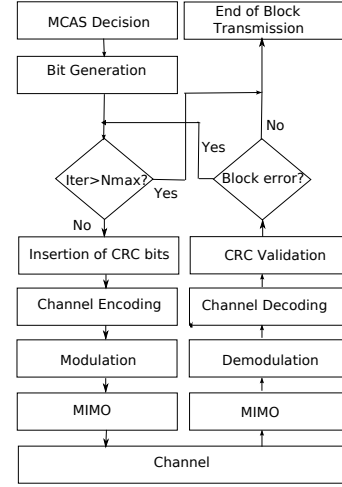 MCAS Decision
End of Block
Transmission
Bit Generation
No
Yes
Iter>Nmax?
Yes
Block error?
No
Insertion of CRC bits
CRC Validation
Channel Encoding
Channel Decoding
Modulation
Demodulation
MIMO
MIMO
Channel